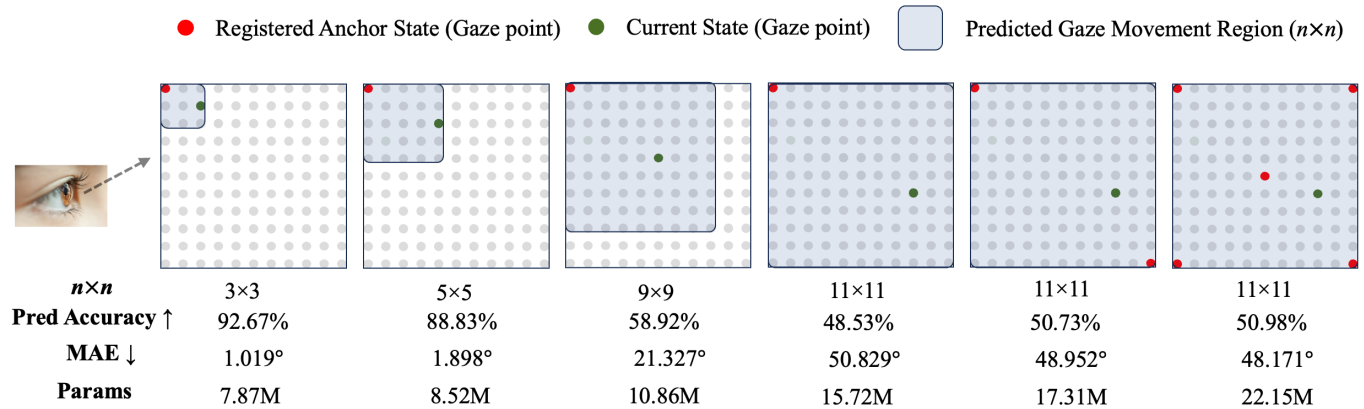 Registered Anchor State (Gaze point) Current State (Gaze point) Predicted Gaze Movement Region (n×n)
n×n 3×3 5×5 9×9 11×11 11×11 11×11
Pred Accuracy ↑ 92.67% 88.83% 58.92% 48.53% 50.73% 50.98%
MAE ↓ 1.019° 1.898° 21.327° 50.829° 48.952° 48.171°
Params 7.87M 8.52M 10.86M 15.72M 17.31M 22.15M